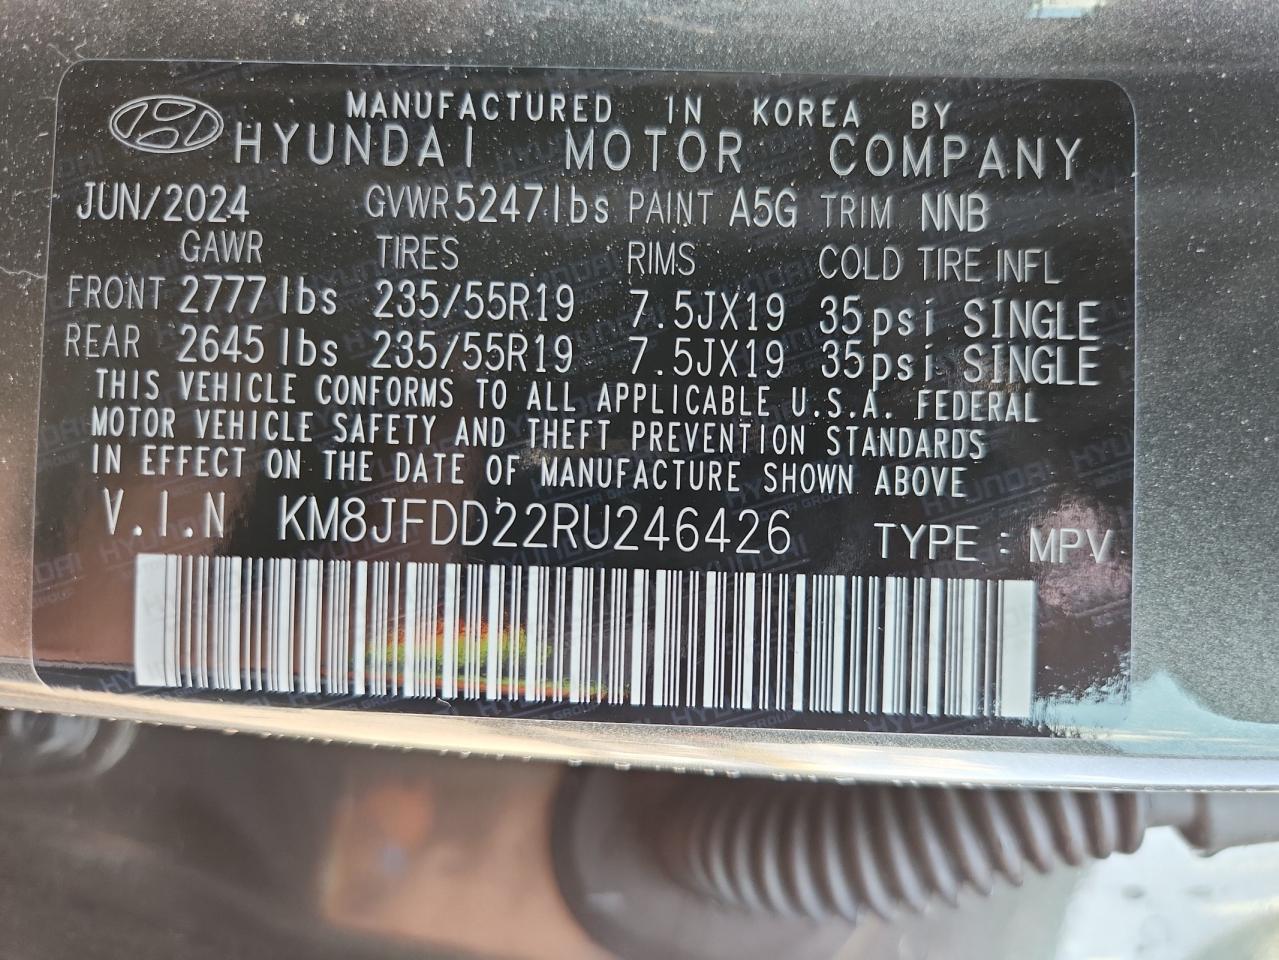 MANUFACTURED IN KOREA BY
HYUNDAI MOTOR COMPANY
JUN/2024 GVWR 5247lbs PAINT A5G TRIM NNB
GAWR TIRES RIMS COLD TIRE INFL
FRONT 2777lbs 235/55R19 7.5JX19 35psi SINGLE
REAR 2645lbs 235/55R19 7.5JX19 35psi SINGLE
THIS VEHICLE CONFORMS TO ALL APPLICABLE U.S.A. FEDERAL
MOTOR VEHICLE SAFETY AND THEFT PREVENTION STANDARDS
IN EFFECT ON THE DATE OF MANUFACTURE SHOWN ABOVE
V.I.N KM8JFDD22RU246426 TYPE : MPV